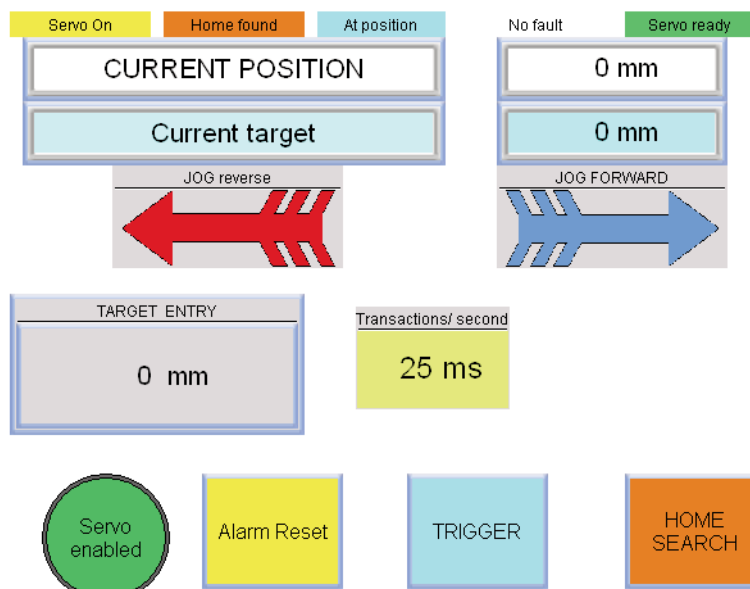 Servo On
Home found
At position
No fault
Servo ready
CURRENT POSITION
0 mm
Current target
0 mm
JOG reverse
JOG FORWARD
TARGET ENTRY
0 mm
Transactions/ second
25 ms
Servo
enabled
Alarm Reset
TRIGGER
HOME
SEARCH